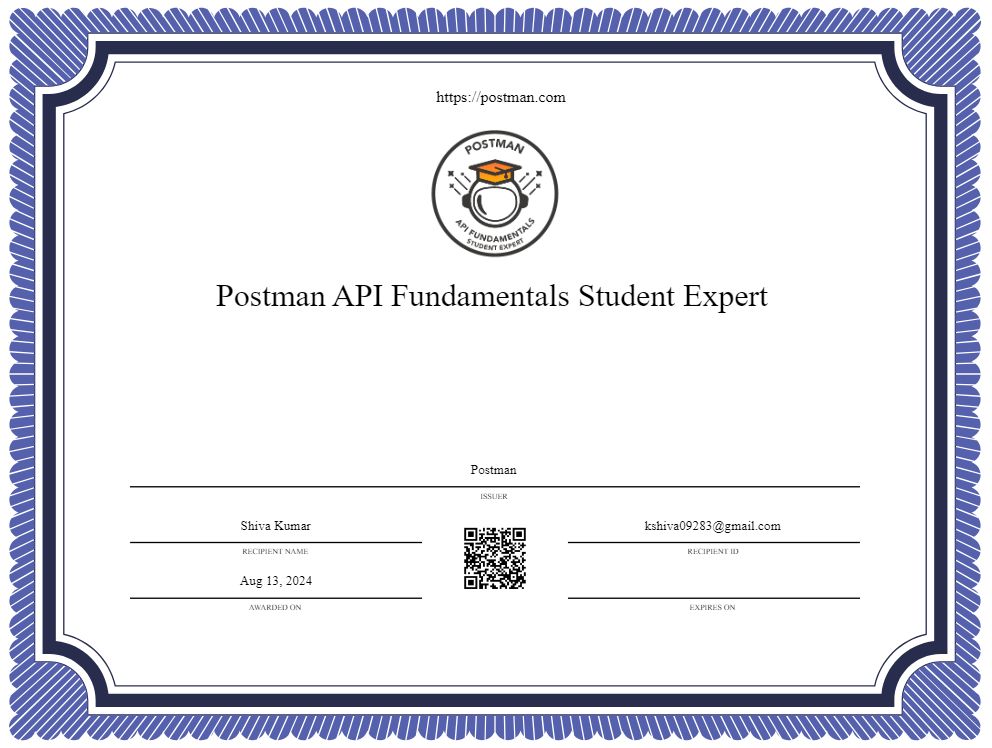 https://postman.com
POSTMAN
API FUNDAMENTALS
STUDENT EXPERT
Postman API Fundamentals Student Expert
Postman
ISSUER
Shiva Kumar
RECIPIENT NAME
kshiva09283@gmail.com
RECIPIENT ID
Aug 13, 2024
AWARDED ON
EXPIRES ON